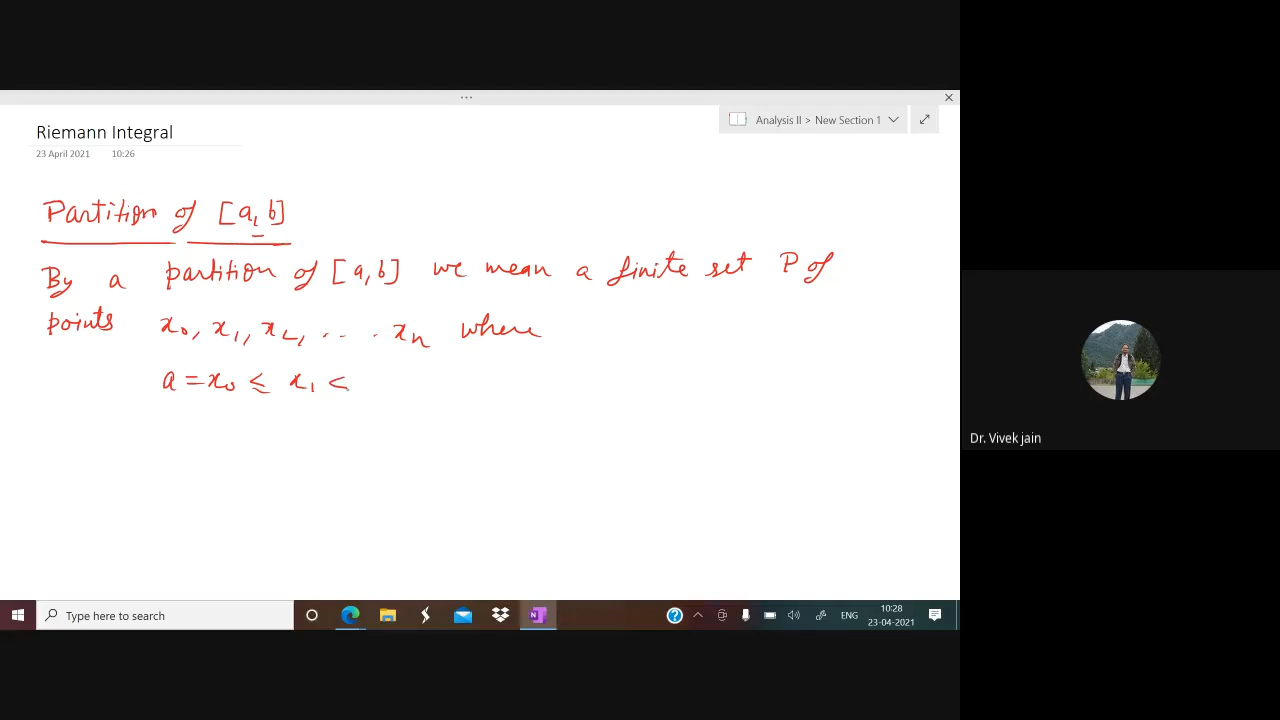 Riemann Integral
23 April 2021 10:26
Analysis II > New Section 1
Partition of [a, b]
By a partition of [a, b] we mean a finite set P of
points x₀, x₁, x₂, ..... xₙ where
a = x₀ ≤ x₁ <
Dr. Vivek jain
Type here to search
ENG
10:28
23-04-2021